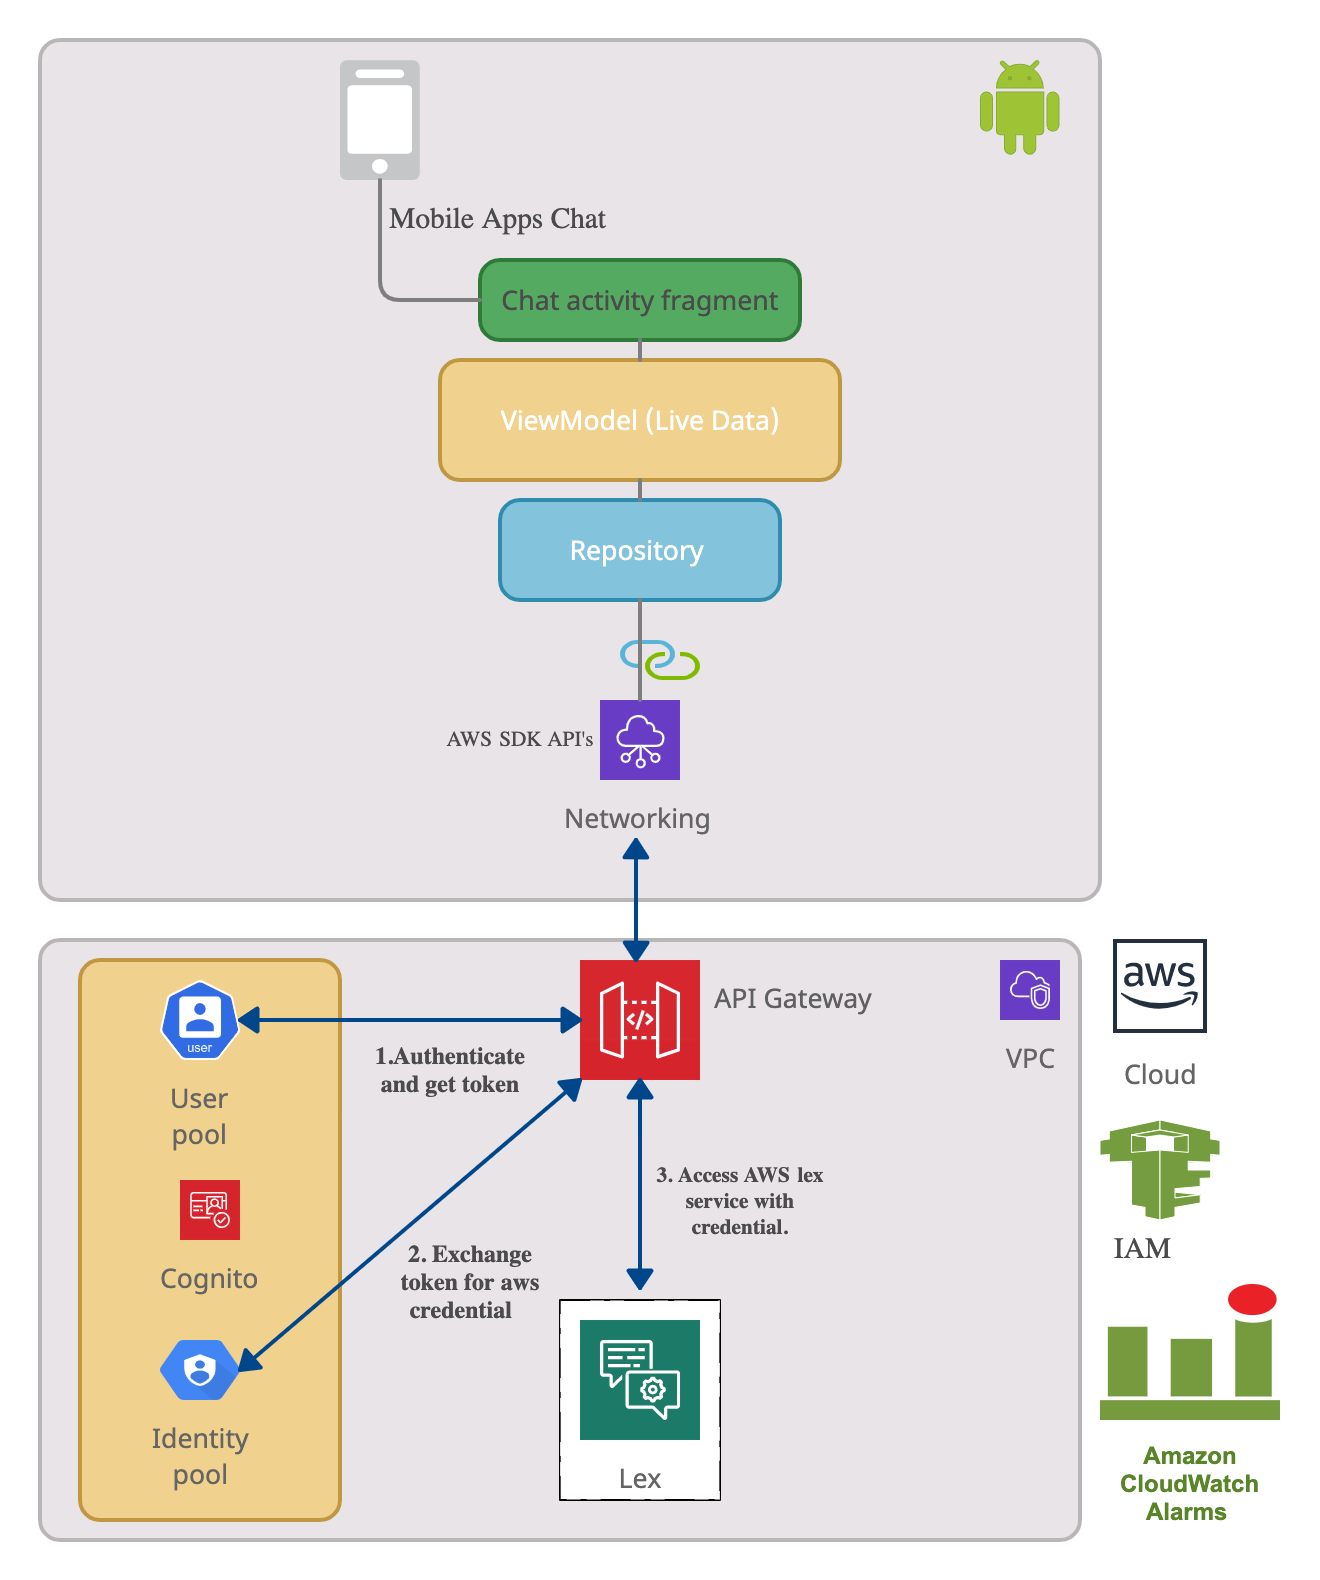 Mobile Apps Chat
Chat activity fragment
ViewModel (Live Data)
Repository
AWS SDK API's
Networking
user
User
pool
Cognito
Identity
pool
1.Authenticate
and get token
2. Exchange
token for aws
credential
API Gateway
3. Access AWS lex
service with
credential.
Lex
VPC
aws
Cloud
IAM
Amazon
CloudWatch
Alarms